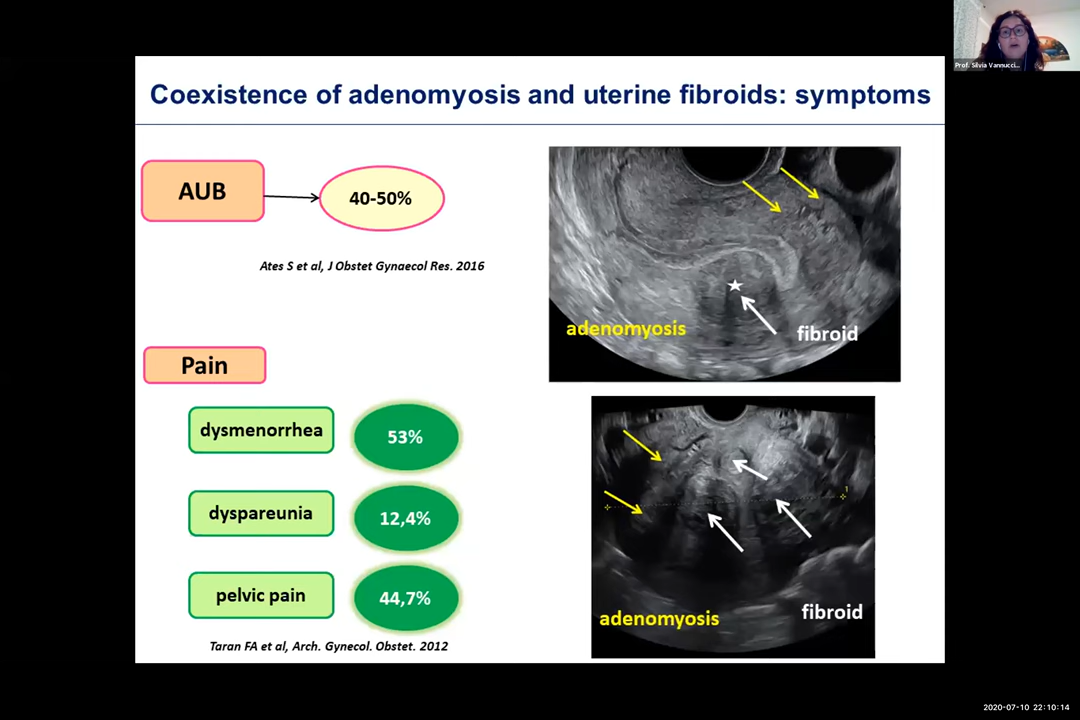 Prof. Silvia Vannucci...
Coexistence of adenomyosis and uterine fibroids: symptoms
AUB
40-50%
Ates S et al, J Obstet Gynaecol Res. 2016
Pain
dysmenorrhea
53%
dyspareunia
12,4%
pelvic pain
44,7%
Taran FA et al, Arch. Gynecol. Obstet. 2012
adenomyosis
fibroid
1
adenomyosis
fibroid
2020-07-10 22:10:14